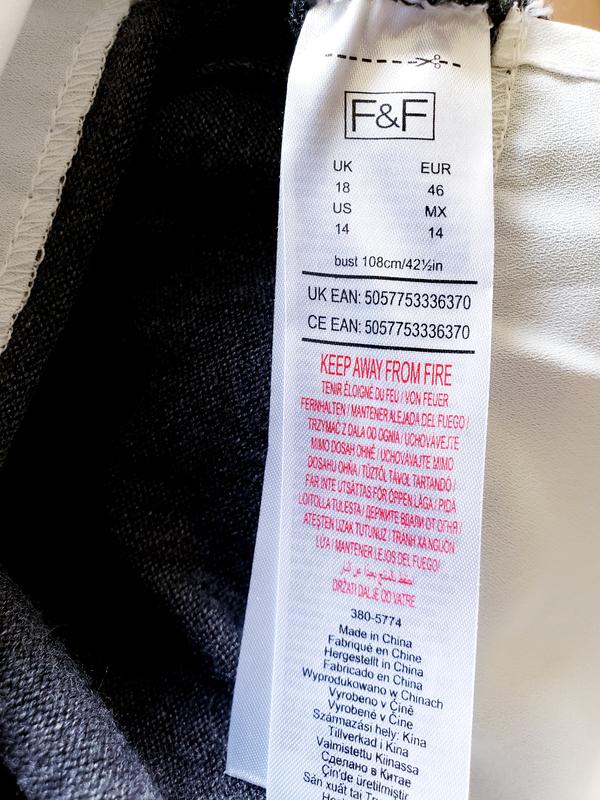 F&F
UK EUR
18 46
US MX
14 14
bust 108cm/42½in
UK EAN: 5057753336370
CE EAN: 5057753336370
KEEP AWAY FROM FIRE
TENIR ÉLOIGNÉ DU FEU / VON FEUER
FERNHALTEN / MANTENER ALEJADA DEL FUEGO /
TRZYMAĆ Z DALA OD OGNIA / UCHOVÁVEJTE
MIMO DOSAH OHNĚ / UCHOVÁVAJTE MIMO
DOSAHU OHŇA / TŰZTŐL TÁVOL TARTANDÓ /
FÅR INTE UTSÄTTAS FÖR ÖPPEN LÅGA / PIDÄ
LOITOLLA TULESTA / ДЕРЖИТЕ ВДАЛИ ОТ ОГНЯ /
ATEŞTEN UZAK TUTUNUZ / TRÁNH XA NGUỒN
LỬA / MANTENER LEJOS DEL FUEGO/
DRŽATI DALJE OD VATRE
380-5774
Made in China
Fabriqué en Chine
Hergestellt in China
Fabricado en China
Wyprodukowano w Chinach
Vyrobeno v Číně
Vyrobené v Číne
Származási hely: Kína
Tillverkad i Kina
Valmistettu Kiinassa
Сделано в Китае
Çin'de üretilmiştir
Sản xuất tại